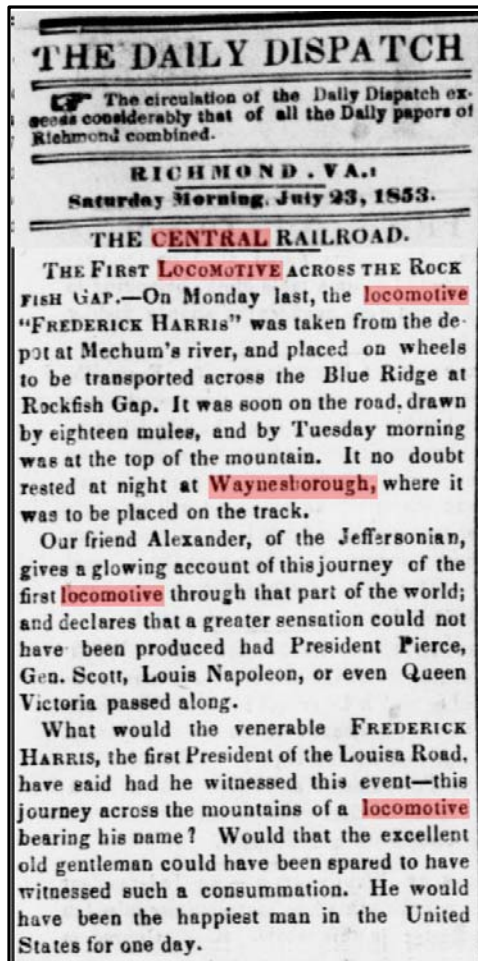 THE DAILY DISPATCH
☞ The circulation of the Daily Dispatch ex-
ceeds considerably that of all the Daily papers of
Richmond combined.
RICHMOND, VA.:
Saturday Morning, July 23, 1853.
THE CENTRAL RAILROAD.
THE FIRST LOCOMOTIVE ACROSS THE ROCK
FISH GAP.—On Monday last, the locomotive
"FREDERICK HARRIS" was taken from the de-
pot at Mechum's river, and placed on wheels
to be transported across the Blue Ridge at
Rockfish Gap. It was soon on the road, drawn
by eighteen mules, and by Tuesday morning
was at the top of the mountain. It no doubt
rested at night at Waynesborough, where it
was to be placed on the track.
Our friend Alexander, of the Jeffersonian,
gives a glowing account of this journey of the
first locomotive through that part of the world;
and declares that a greater sensation could not
have been produced had President Pierce,
Gen. Scott, Louis Napoleon, or even Queen
Victoria passed along.
What would the venerable FREDERICK
HARRIS, the first President of the Louisa Road,
have said had he witnessed this event—this
journey across the mountains of a locomotive
bearing his name? Would that the excellent
old gentleman could have been spared to have
witnessed such a consummation. He would
have been the happiest man in the United
States for one day.